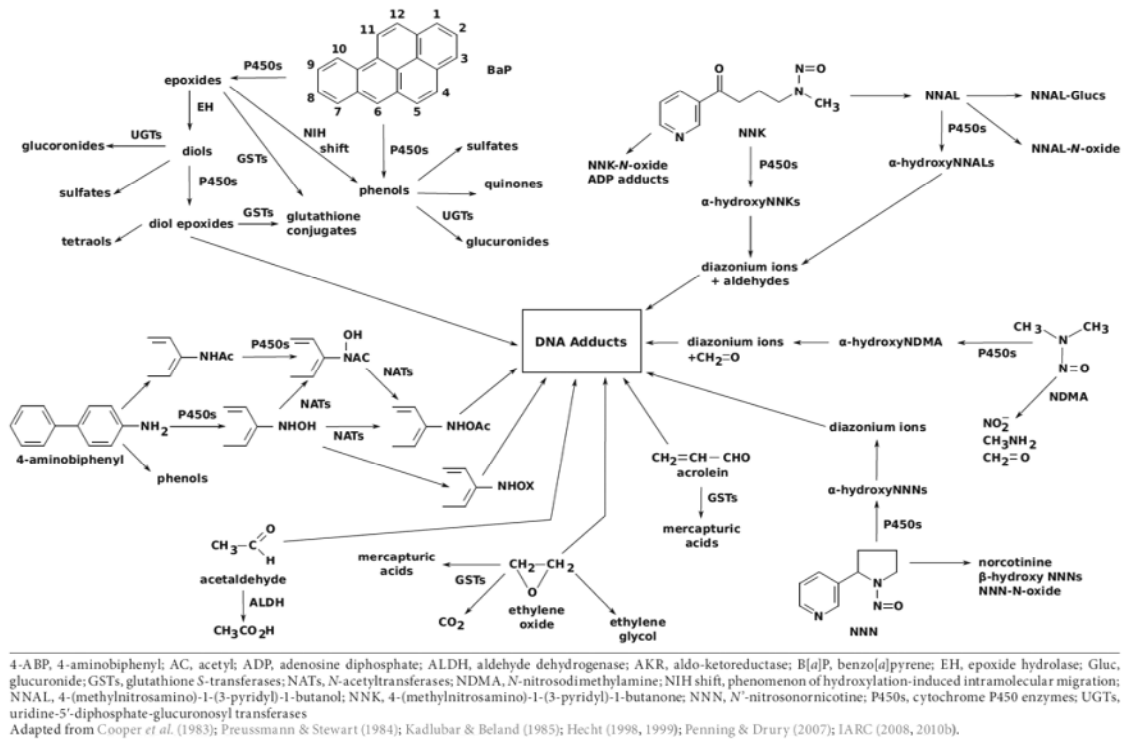 12
1
11
2
10
P450s
3
9
BaP
epoxides
8
4
EH
7
6
5
NIH
shift
UGTs
glucoronides
diols
GSTs
P450s
sulfates
P450s
quinones
phenols
sulfates
UGTs
GSTs
diol epoxides
glutathione
conjugates
glucuronides
tetraols
O
N=O
N
CH3
N
NNK
NNAL
NNAL-Glucs
P450s
NNAL-N-oxide
NNK-N-oxide
ADP adducts
P450s
α-hydroxyNNALs
α-hydroxyNNKs
diazonium ions
+ aldehydes
DNA Adducts
OH
P450s
NHAc
NAC
NATs
P450s
NATs
NH2
NHOH
NATs
NHOAc
4-aminobiphenyl
phenols
NHOX
diazonium ions
+CH2=O
α-hydroxyNDMA
P450s
CH3
CH3
N
N=O
NDMA
NO2-
CH3NH2
CH2=O
diazonium ions
CH2=CH-CHO
acrolein
GSTs
mercapturic
acids
α-hydroxyNNNs
P450s
N
N=O
N
NNN
norcotinine
β-hydroxy NNNs
NNN-N-oxide
O
CH3-C
H
acetaldehyde
ALDH
CH3CO2H
mercapturic
acids
GSTs
CH2-CH2
O
CO2
ethylene
oxide
ethylene
glycol
4-ABP, 4-aminobiphenyl; AC, acetyl; ADP, adenosine diphosphate; ALDH, aldehyde dehydrogenase; AKR, aldo-ketoreductase; B[a]P, benzo[a]pyrene; EH, epoxide hydrolase; Gluc,
glucuronide; GSTs, glutathione S-transferases; NATs, N-acetyltransferases; NDMA, N-nitrosodimethylamine; NIH shift, phenomenon of hydroxylation-induced intramolecular migration;
NNAL, 4-(methylnitrosamino)-1-(3-pyridyl)-1-butanol; NNK, 4-(methylnitrosamino)-1-(3-pyridyl)-1-butanone; NNN, N′-nitrosonornicotine; P450s, cytochrome P450 enzymes; UGTs,
uridine-5′-diphosphate-glucuronosyl transferases
Adapted from Cooper et al. (1983); Preussmann & Stewart (1984); Kadlubar & Beland (1985); Hecht (1998, 1999); Penning & Drury (2007); IARC (2008, 2010b).